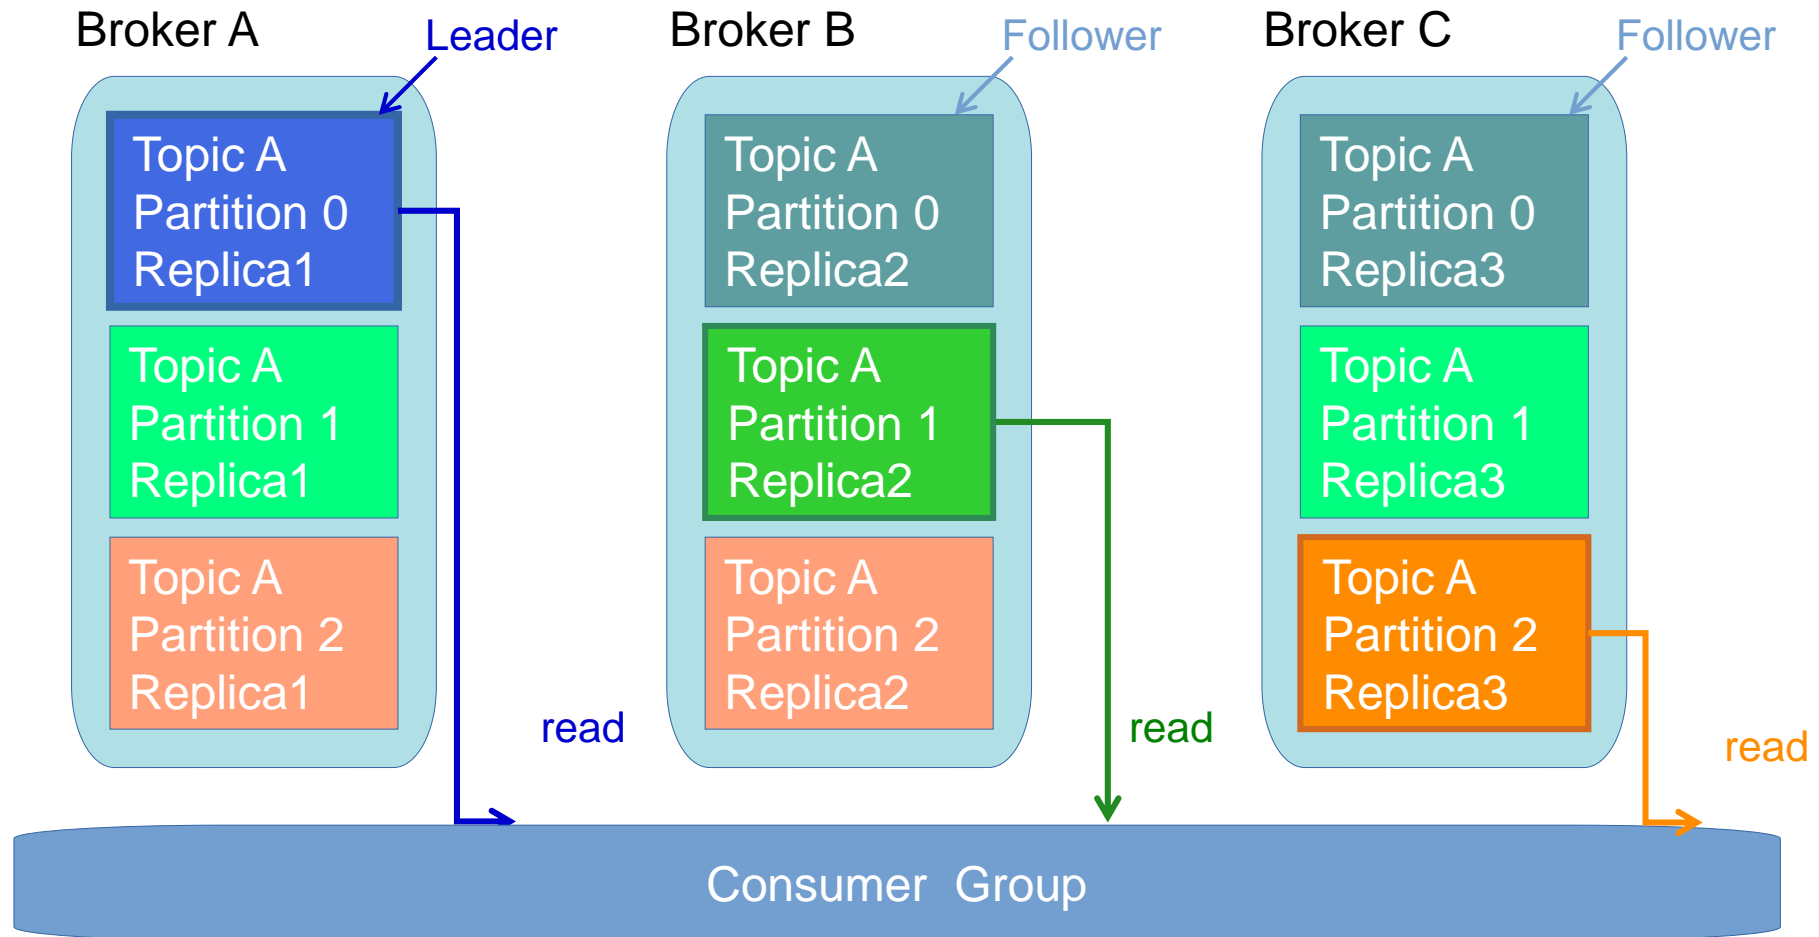 Broker A
Leader
Broker B
Follower
Broker C
Follower
Topic A
Partition 0
Replica1
Topic A
Partition 0
Replica2
Topic A
Partition 0
Replica3
Topic A
Partition 1
Replica1
Topic A
Partition 1
Replica2
Topic A
Partition 1
Replica3
Topic A
Partition 2
Replica1
Topic A
Partition 2
Replica2
Topic A
Partition 2
Replica3
read
read
read
Consumer Group